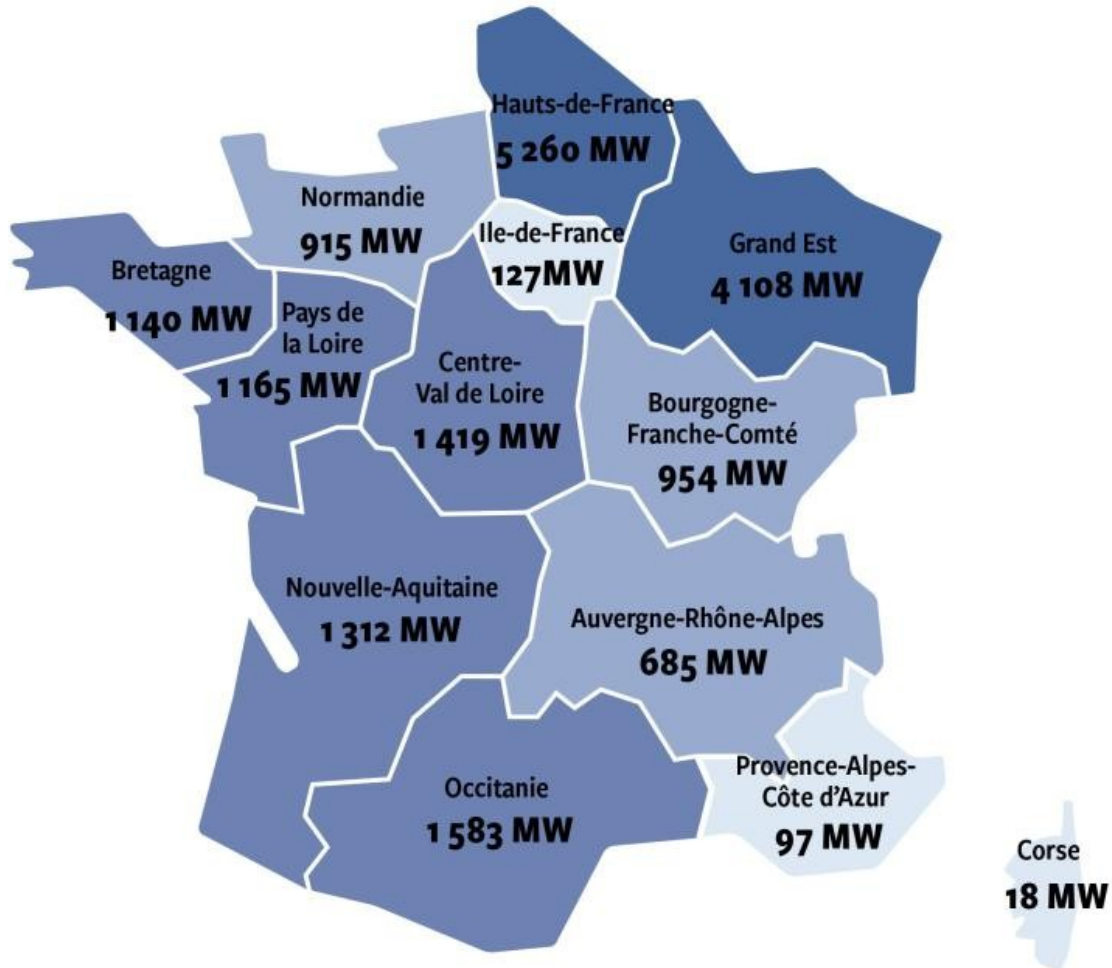 Hauts-de-France
5 260 MW
Normandie
915 MW
Ile-de-France
127MW
Grand Est
4 108 MW
Bretagne
1 140 MW
Pays de
la Loire
1 165 MW
Centre-
Val de Loire
1 419 MW
Bourgogne-
Franche-Comté
954 MW
Nouvelle-Aquitaine
1 312 MW
Auvergne-Rhône-Alpes
685 MW
Occitanie
1 583 MW
Provence-Alpes-
Côte d'Azur
97 MW
Corse
18 MW